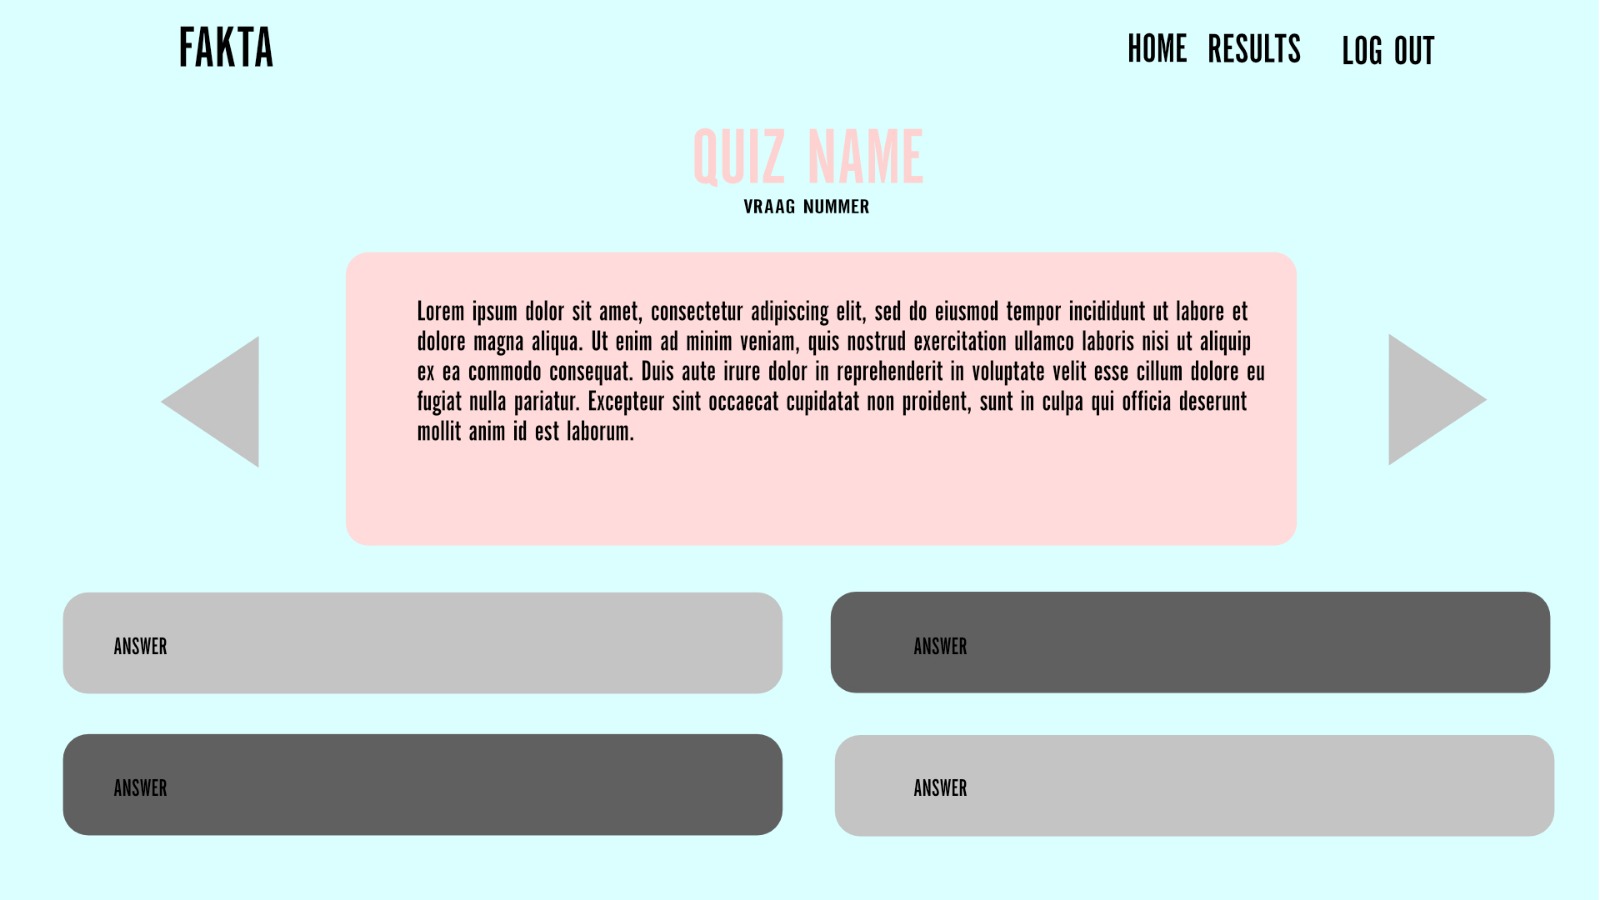 FAKTA
HOME RESULTS LOG OUT
QUIZ NAME
VRAAG NUMMER
Lorem ipsum dolor sit amet, consectetur adipiscing elit, sed do eiusmod tempor incididunt ut labore et
dolore magna aliqua. Ut enim ad minim veniam, quis nostrud exercitation ullamco laboris nisi ut aliquip
ex ea commodo consequat. Duis aute irure dolor in reprehenderit in voluptate velit esse cillum dolore eu
fugiat nulla pariatur. Excepteur sint occaecat cupidatat non proident, sunt in culpa qui officia deserunt
mollit anim id est laborum.
ANSWER
ANSWER
ANSWER
ANSWER